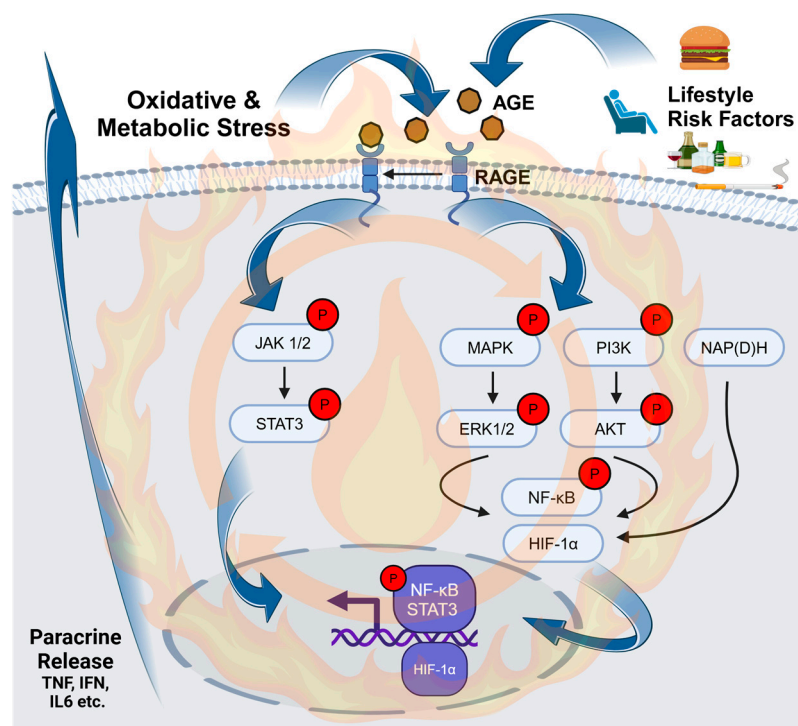 Oxidative &
Metabolic Stress
AGE
Lifestyle
Risk Factors
RAGE
P
P
P
JAK 1/2
MAPK
PI3K
NAP(D)H
P
P
P
STAT3
ERK1/2
AKT
P
NF-κB
HIF-1α
P
NF-κB
STAT3
HIF-1α
Paracrine
Release
TNF, IFN,
IL6 etc.